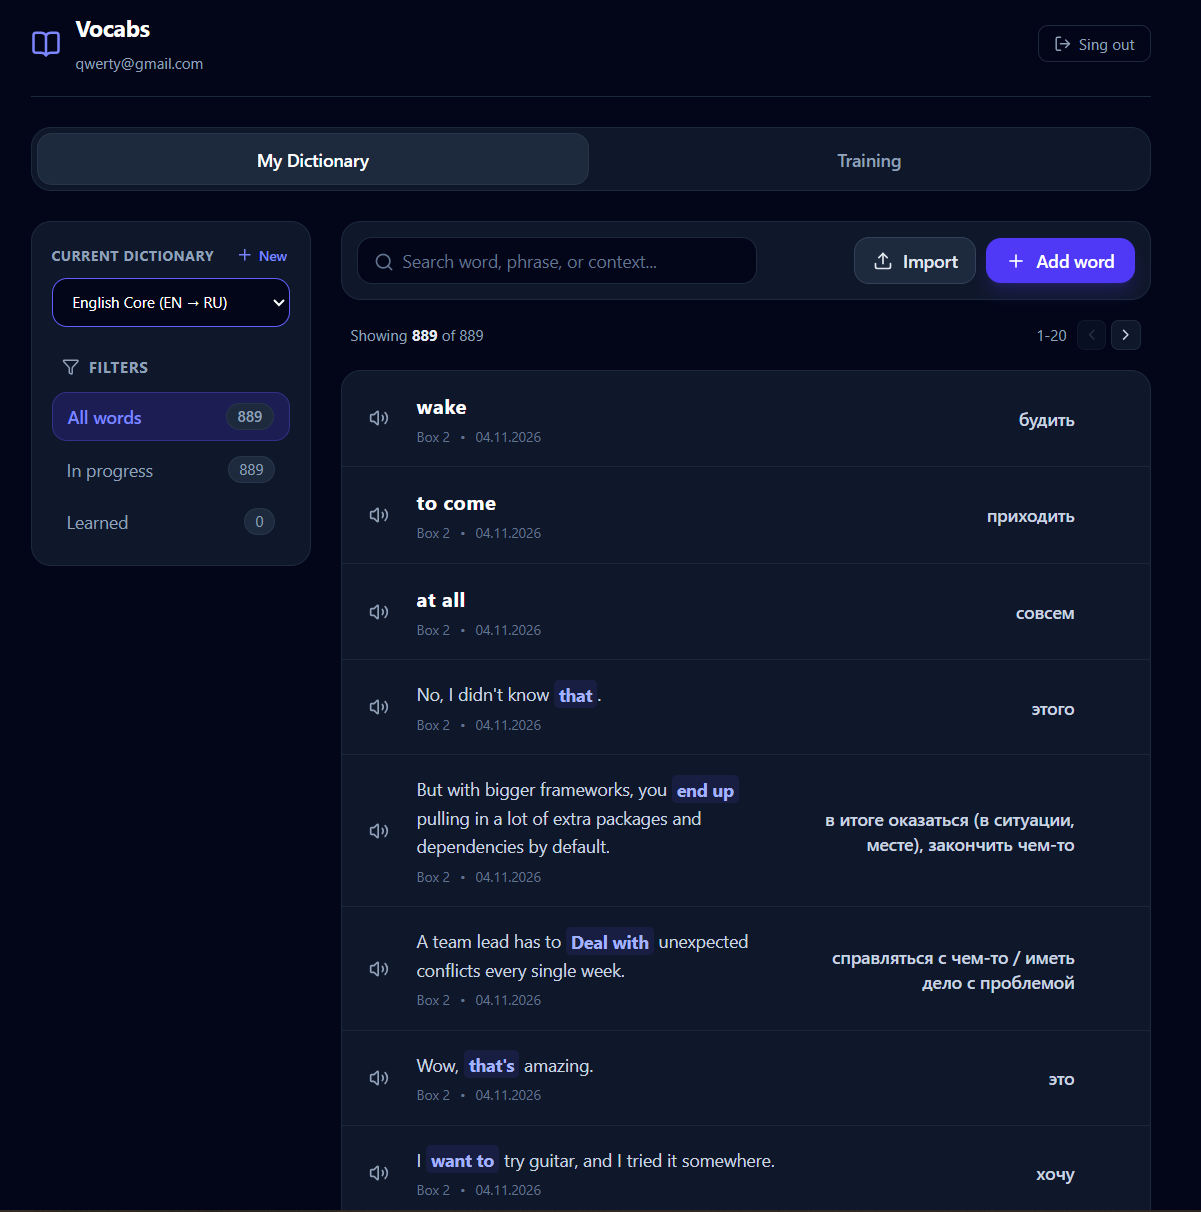 Vocabs
qwerty@gmail.com
Sing out
My Dictionary
Training
CURRENT DICTIONARY
+ New
English Core (EN → RU)
FILTERS
All words 889
In progress 889
Learned 0
Search word, phrase, or context...
Import
+ Add word
Showing 889 of 889
1-20
wake
Box 2 • 04.11.2026
будить
to come
Box 2 • 04.11.2026
приходить
at all
Box 2 • 04.11.2026
совсем
No, I didn't know that.
Box 2 • 04.11.2026
этого
But with bigger frameworks, you end up
pulling in a lot of extra packages and
dependencies by default.
Box 2 • 04.11.2026
в итоге оказаться (в ситуации,
месте), закончить чем-то
A team lead has to Deal with unexpected
conflicts every single week.
Box 2 • 04.11.2026
справляться с чем-то / иметь
дело с проблемой
Wow, that's amazing.
Box 2 • 04.11.2026
это
I want to try guitar, and I tried it somewhere.
Box 2 • 04.11.2026
хочу